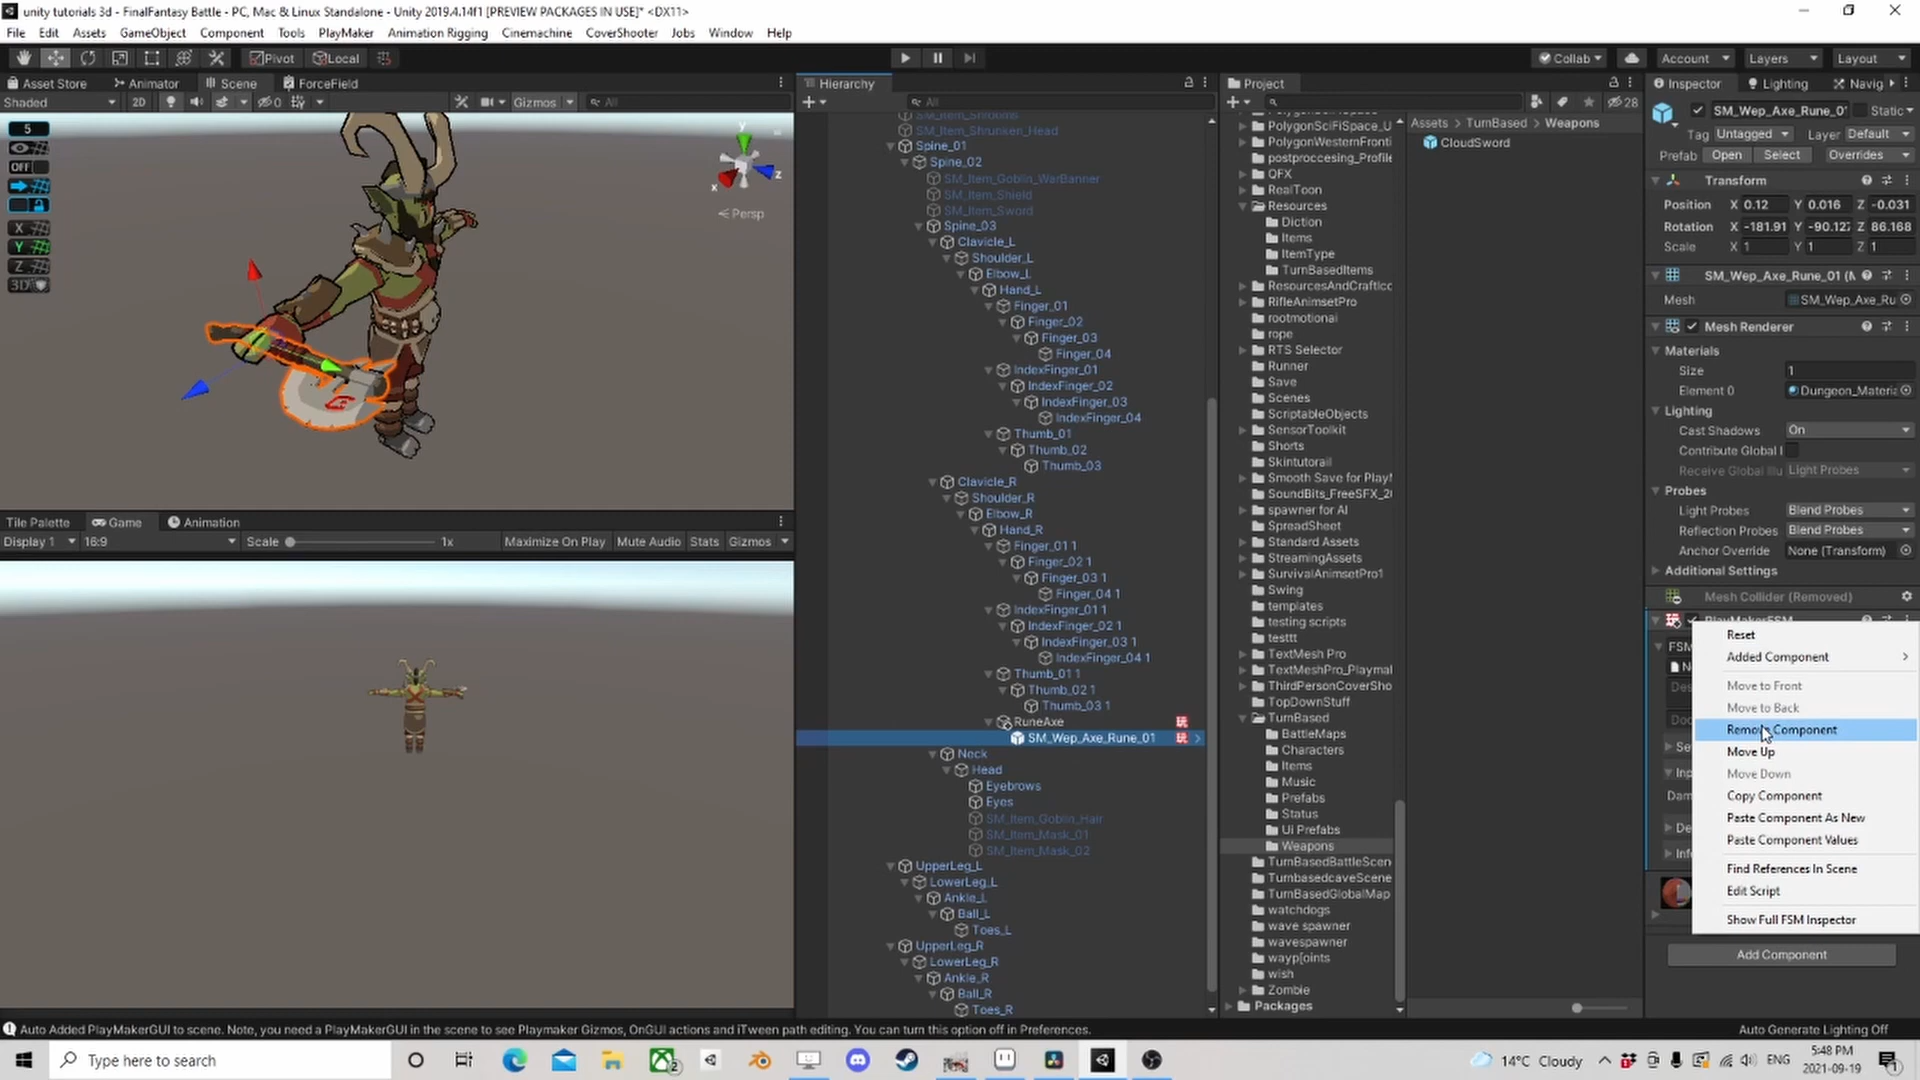 unity tutorials 3d - FinalFantasy Battle - PC, Mac & Linux Standalone - Unity 2019.4.14f1 [PREVIEW PACKAGES IN USE]* <DX11>
File Edit Assets GameObject Component Tools PlayMaker Animation Rigging Cinemachine CoverShooter Jobs Window Help
Pivot Local Collab Account Layers Layout
Asset Store Animator Scene ForceField
Shaded 2D 0 Gizmos All
5
OFF
X
Y
Z
3D
y
x
z
Persp
Tile Palette Game Animation
Display 1 16:9 Scale 1x Maximize On Play Mute Audio Stats Gizmos
Hierarchy
All
SM_Item_Shrunken_Head
Spine_01
Spine_02
SM_Item_Goblin_WarBanner
SM_Item_Shield
SM_Item_Sword
Spine_03
Clavicle_L
Shoulder_L
Elbow_L
Hand_L
Finger_01
Finger_02
Finger_03
Finger_04
IndexFinger_01
IndexFinger_02
IndexFinger_03
IndexFinger_04
Thumb_01
Thumb_02
Thumb_03
Clavicle_R
Shoulder_R
Elbow_R
Hand_R
Finger_01 1
Finger_02 1
Finger_03 1
Finger_04 1
IndexFinger_01 1
IndexFinger_02 1
IndexFinger_03 1
IndexFinger_04 1
Thumb_01 1
Thumb_02 1
Thumb_03 1
RuneAxe
SM_Wep_Axe_Rune_01
Neck
Head
Eyebrows
Eyes
SM_Item_Goblin_Hair
SM_Item_Mask_01
SM_Item_Mask_02
UpperLeg_L
LowerLeg_L
Ankle_L
Ball_L
Toes_L
UpperLeg_R
LowerLeg_R
Ankle_R
Ball_R
Toes_R
Project
28
PolygonSciFiSpace_U
PolygonWesternFronti
postproccesing_Profile
QFX
RealToon
Resources
Diction
Items
ItemType
TurnBasedItems
ResourcesAndCraftIco
RifleAnimsetPro
rootmotionai
rope
RTS Selector
Runner
Save
Scenes
ScriptableObjects
SensorToolkit
Shorts
Skintutorail
Smooth Save for PlayM
SoundBits_FreeSFX_20
spawner for AI
SpreadSheet
Standard Assets
StreamingAssets
SurvivalAnimsetPro1
Swing
templates
testing scripts
testtt
TextMesh Pro
TextMeshPro_Playmal
ThirdPersonCoverSho
TopDownStuff
TurnBased
BattleMaps
Characters
Items
Music
Prefabs
Status
Ui Prefabs
Weapons
TurnBasedBattleScen
TurnbasedcaveScene
TurnBasedGlobalMap
watchdogs
wave spawner
wavespawner
wayp[oints
wish
Zombie
Packages
Assets > TurnBased > Weapons
CloudSword
Inspector Lighting Navig
SM_Wep_Axe_Rune_01 Static
Tag Untagged Layer Default
Prefab Open Select Overrides
Transform
Position X 0.12 Y 0.016 Z -0.031
Rotation X -181.91 Y -90.127 Z 86.168
Scale X 1 Y 1 Z 1
SM_Wep_Axe_Rune_01 (M
Mesh SM_Wep_Axe_Ru
Mesh Renderer
Materials
Size 1
Element 0 Dungeon_Materia
Lighting
Cast Shadows On
Contribute Global I
Receive Global Illu Light Probes
Probes
Light Probes Blend Probes
Reflection Probes Blend Probes
Anchor Override None (Transform)
Additional Settings
Mesh Collider (Removed)
PlayMakerFSM
FSM
Reset
Added Component
Move to Front
Move to Back
Remove Component
Move Up
Move Down
Copy Component
Paste Component As New
Paste Component Values
Find References In Scene
Edit Script
Show Full FSM Inspector
Add Component
Auto Added PlayMakerGUI to scene. Note, you need a PlayMakerGUI in the scene to see Playmaker Gizmos, OnGUI actions and iTween path editing. You can turn this option off in Preferences.
Auto Generate Lighting Off
Type here to search
14°C Cloudy ENG
5:48 PM
2021-09-19